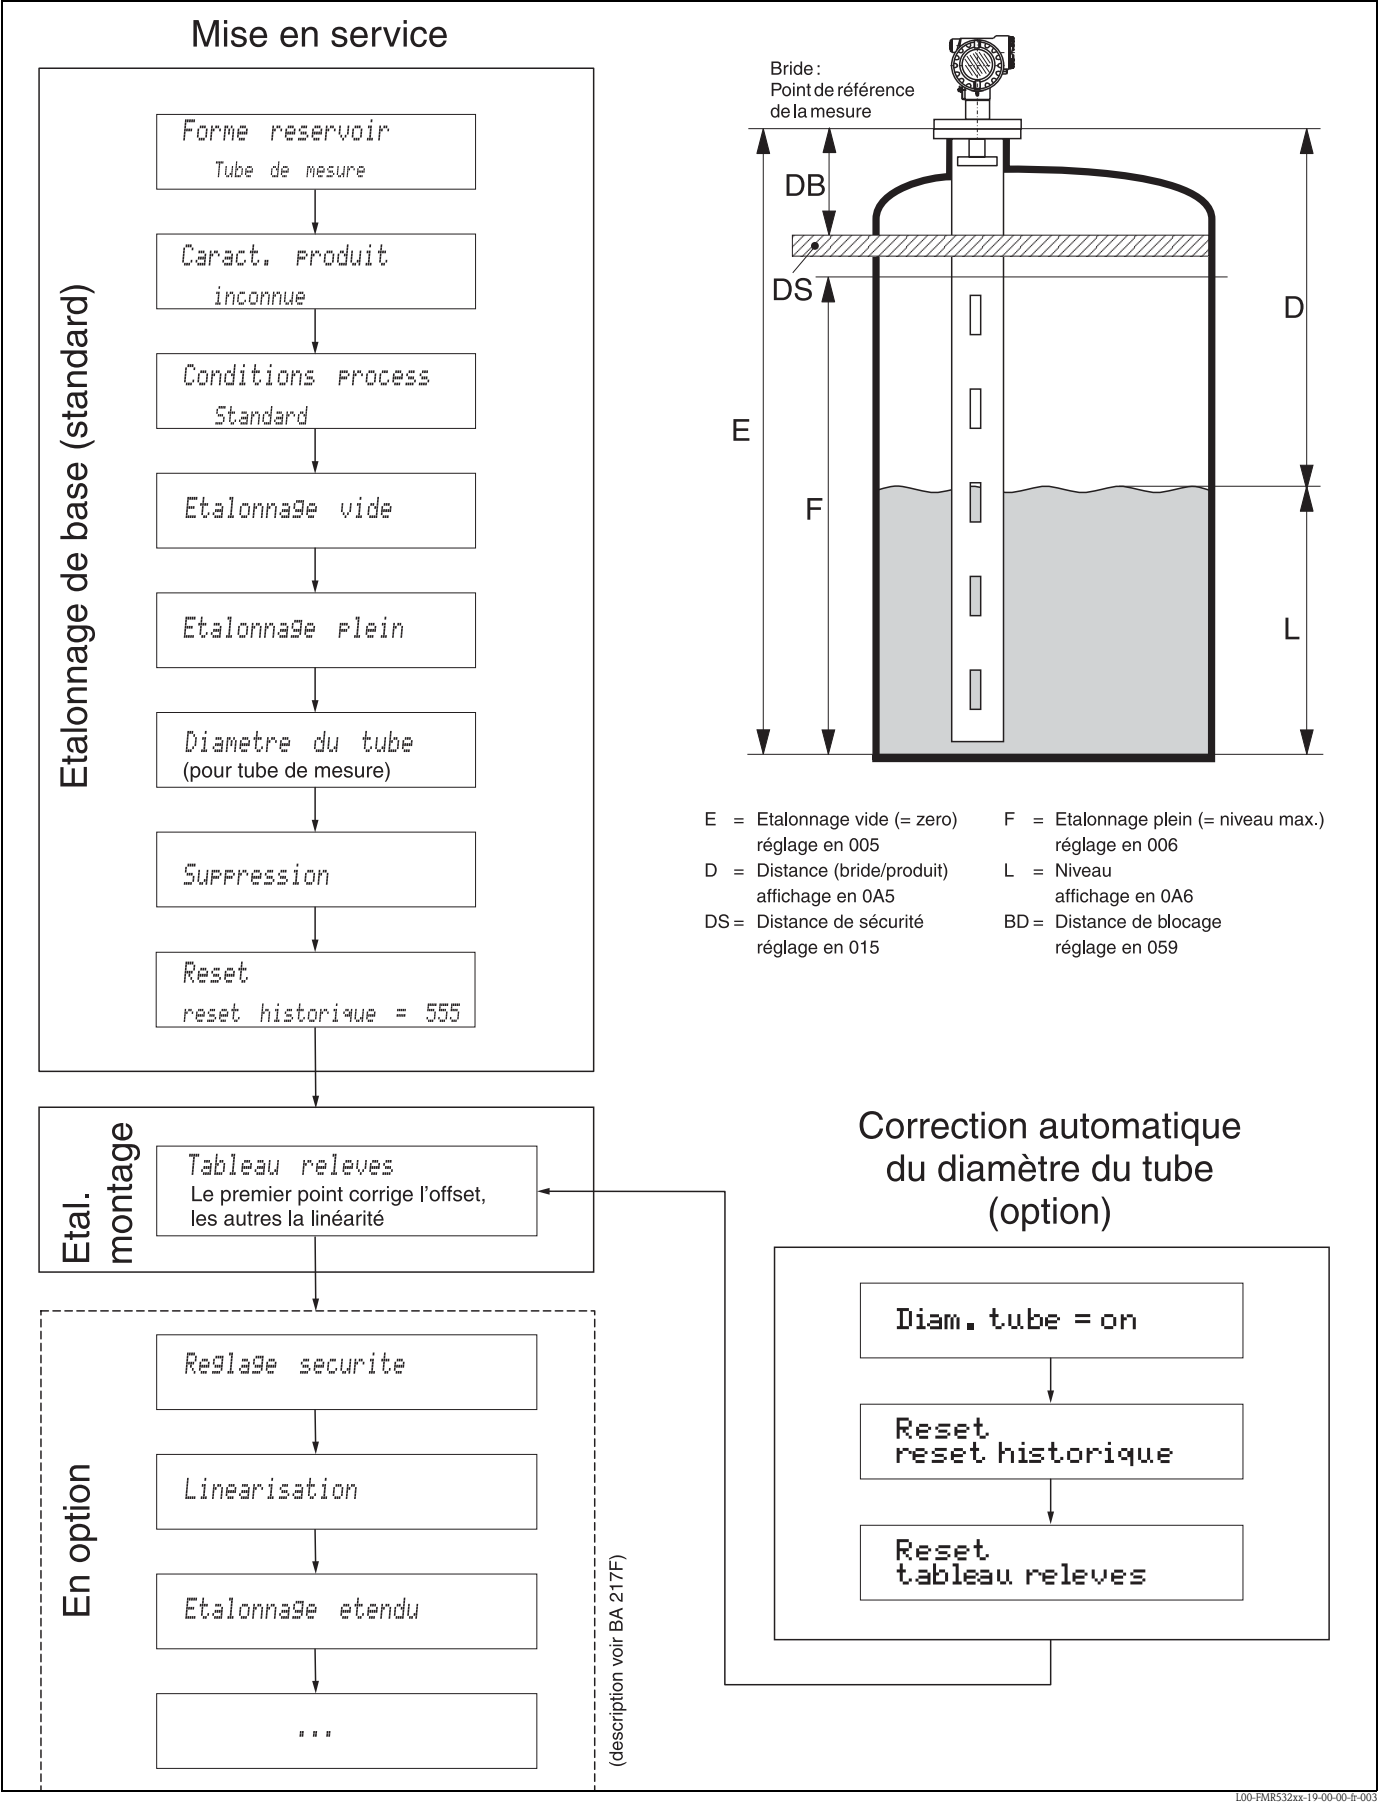 Mise en service
Etalonnage de base (standard)
Forme reservoir
Tube de mesure
Caract. produit
inconnue
Conditions process
Standard
Etalonnage vide
Etalonnage plein
Diametre du tube
(pour tube de mesure)
Suppression
Reset
reset historique = 555
Etal.
montage
Tableau releves
Le premier point corrige l'offset,
les autres la linéarité
En option
Reglage securite
Linearisation
Etalonnage etendu
...
(description voir BA 217F)
Bride :
Point de référence
de la mesure
DB
DS
E
F
D
L
E = Etalonnage vide (= zero)
réglage en 005
D = Distance (bride/produit)
affichage en 0A5
DS = Distance de sécurité
réglage en 015
F = Etalonnage plein (= niveau max.)
réglage en 006
L = Niveau
affichage en 0A6
BD = Distance de blocage
réglage en 059
Correction automatique
du diamètre du tube
(option)
Diam. tube = on
Reset
reset historique
Reset
tableau releves
L00-FMR532xx-19-00-00-fr-003